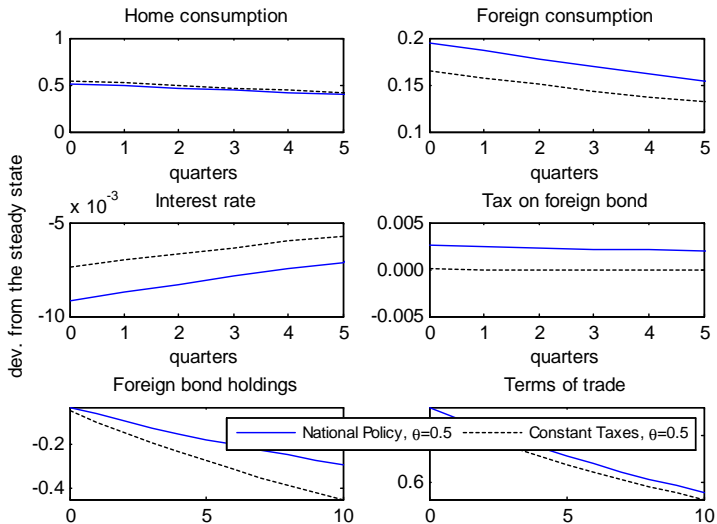 Home consumption
Foreign consumption
1
0.5
0
0 1 2 3 4 5
quarters
0.2
0.15
0.1
0 1 2 3 4 5
quarters
dev. from the steady state
x 10^-3
Interest rate
Tax on foreign bond
-5
-10
0 1 2 3 4 5
quarters
0.005
0.000
-0.005
0 1 2 3 4 5
quarters
Foreign bond holdings
Terms of trade
-0.2
-0.4
0 5 10
0.6
0 5 10
National Policy, θ=0.5
Constant Taxes, θ=0.5